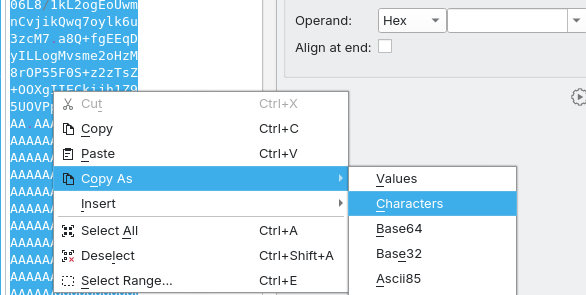 06L8/1kL2ogEoUwm
nCvjikQwq7oylk6u
3zcM7.a8Q+fgEEqD
yILLogMvsme2oHzM
8rOP55F0S+z2zTsZ
5UOVP
AA AA
AAAAA
AAAAA
AAAAA
AAAAA
AAAAA
AAAAA
AAAAA
AAAAA
AAAAA
AAAAA
Operand: Hex
Align at end:
Cut Ctrl+X
Copy Ctrl+C
Paste Ctrl+V
Copy As
Insert
Select All Ctrl+A
Deselect Ctrl+Shift+A
Select Range... Ctrl+E
Values
Characters
Base64
Base32
Ascii85